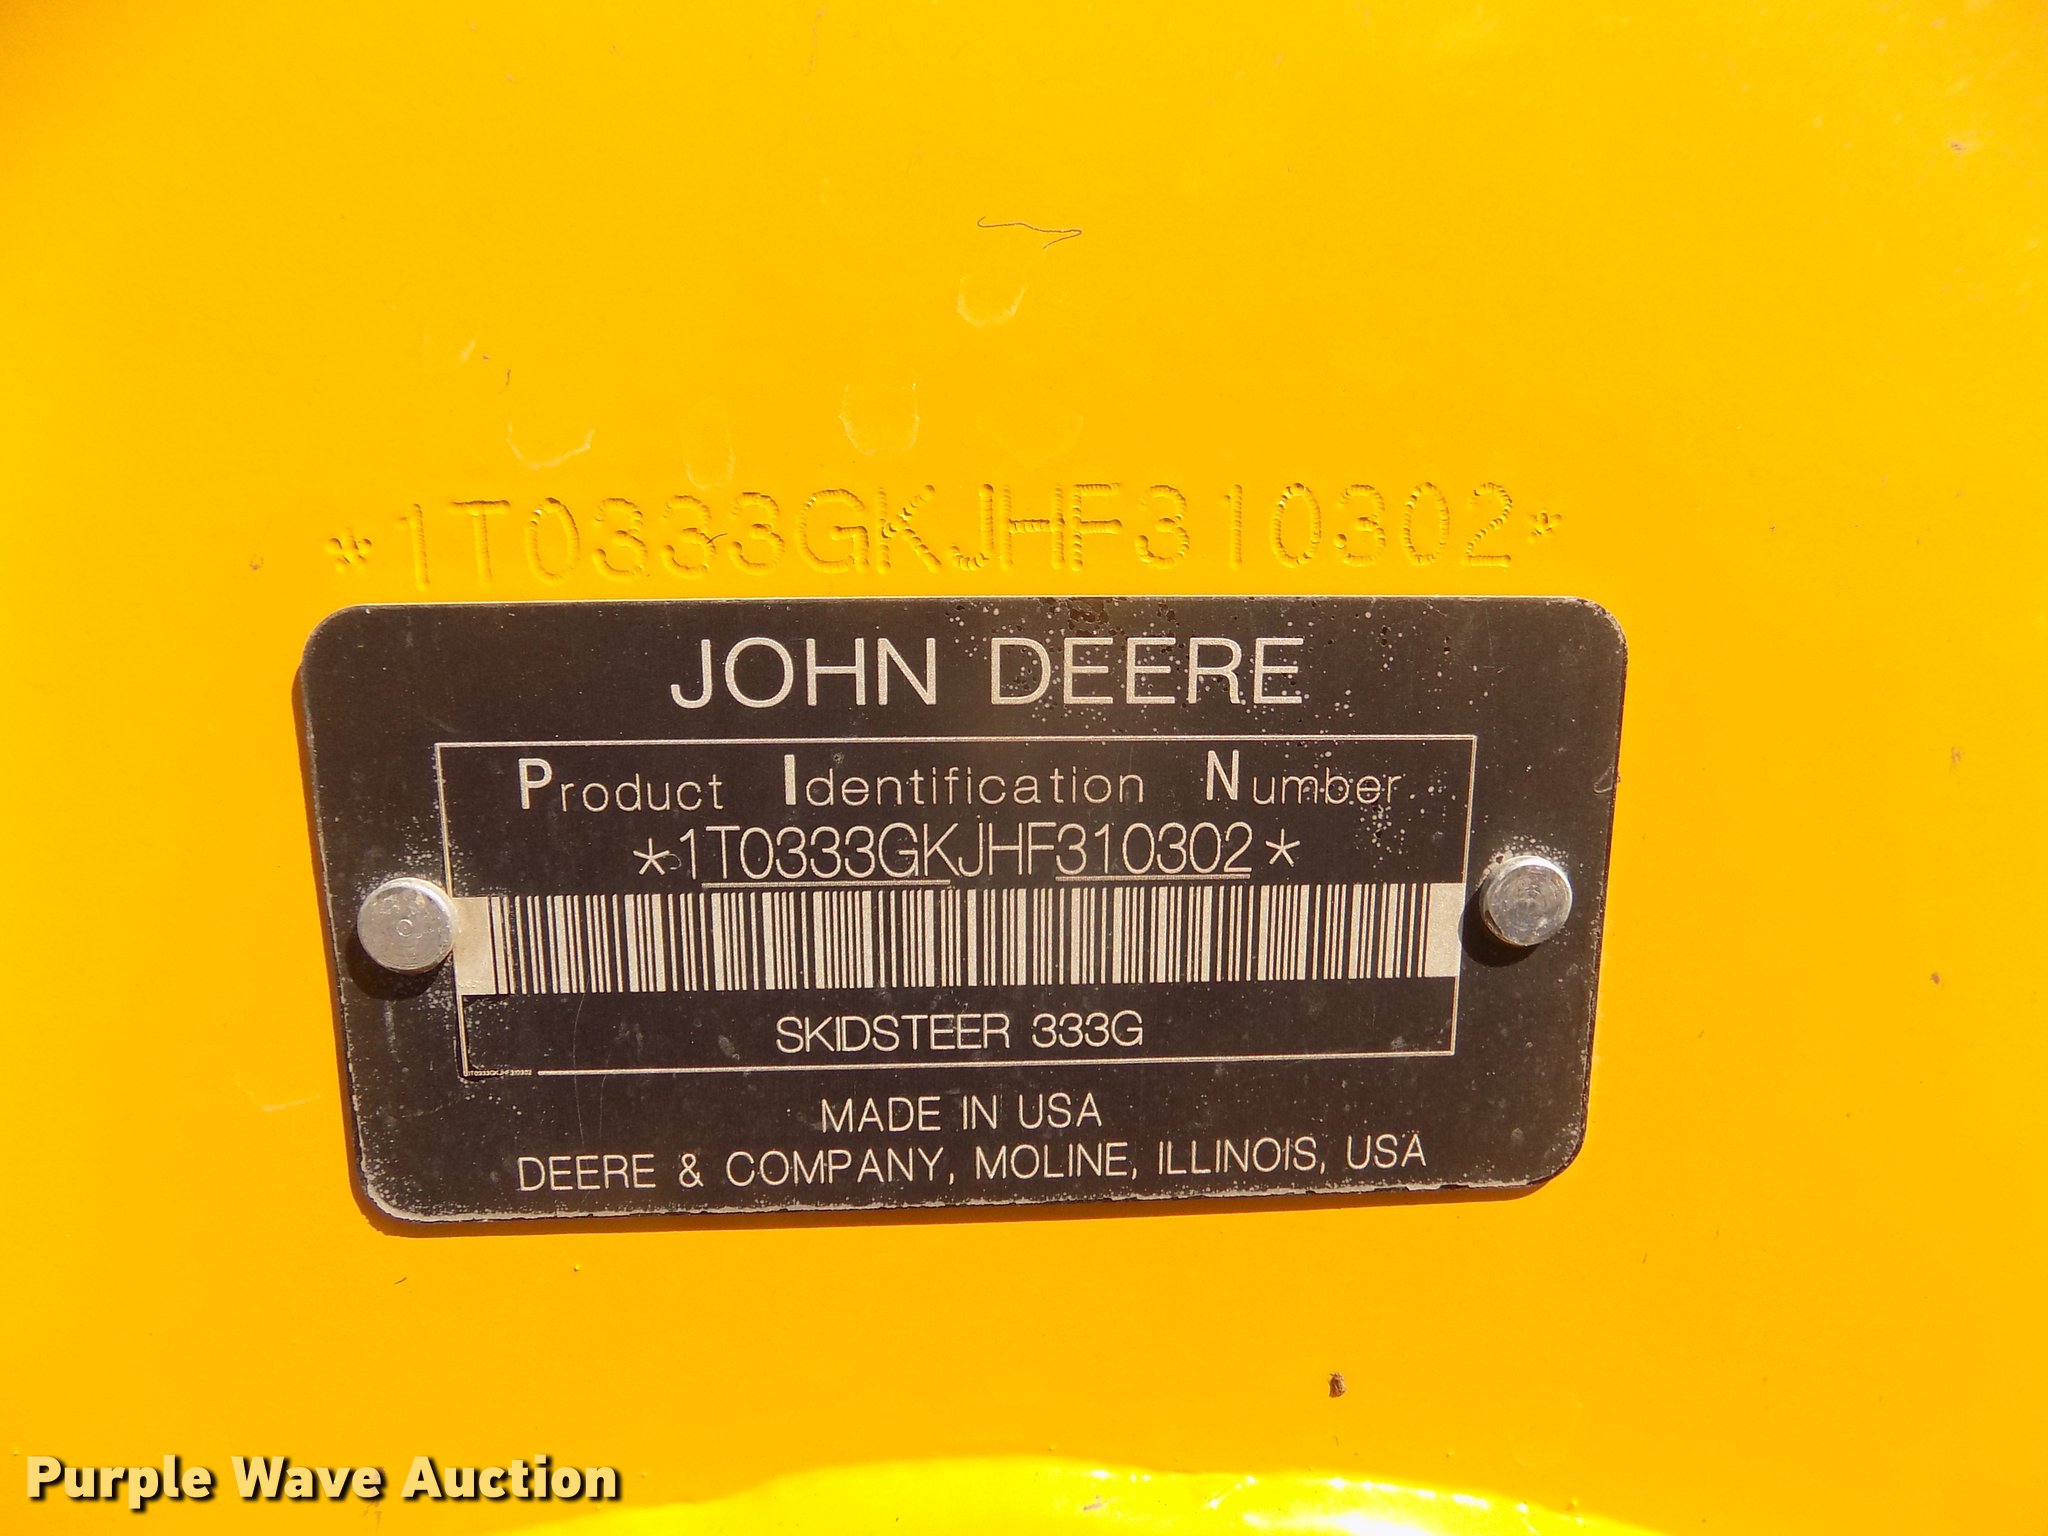 *1T0333GKJHF310302*
JOHN DEERE
Product Identification Number
*1T0333GKJHF310302*
SKIDSTEER 333G
1T0333GKJHF310302
MADE IN USA
DEERE & COMPANY, MOLINE, ILLINOIS, USA
Purple Wave Auction